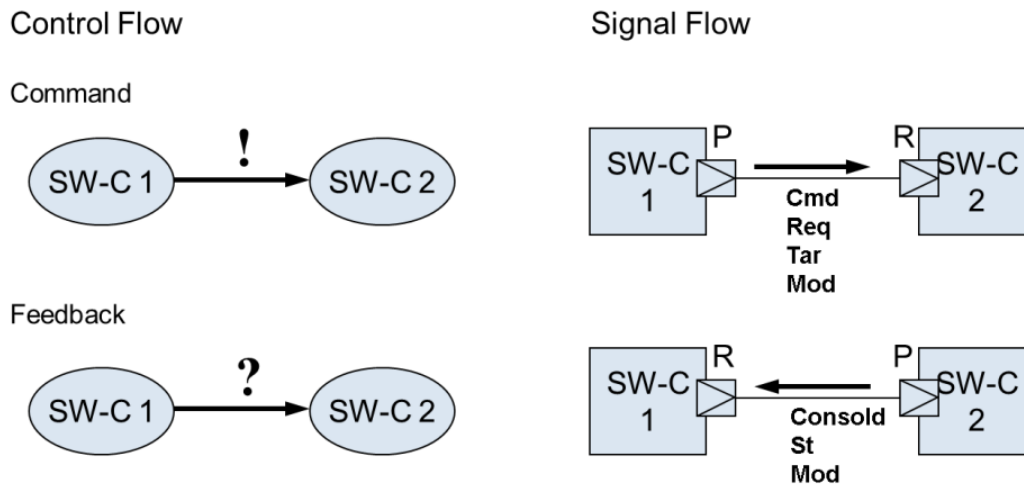 Control Flow
Signal Flow
Command
!
SW-C 1
SW-C 2
P
R
SW-C
1
SW-C
2
Cmd
Req
Tar
Mod
Feedback
?
SW-C 1
SW-C 2
R
P
SW-C
1
SW-C
2
Consold
St
Mod